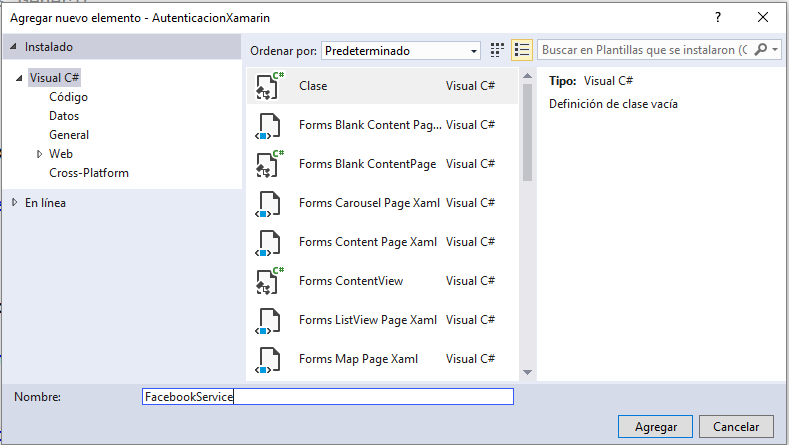 Agregar nuevo elemento - AutenticacionXamarin
? ×
Instalado
Visual C#
Código
Datos
General
Web
Cross-Platform
En línea
Ordenar por: Predeterminado
Buscar en Plantillas que se instalaron (C
C# Clase Visual C#
Forms Blank Content Pag... Visual C#
C# Forms Blank ContentPage Visual C#
Forms Carousel Page Xaml Visual C#
Forms Content Page Xaml Visual C#
C# Forms ContentView Visual C#
Forms ListView Page Xaml Visual C#
Forms Map Page Xaml Visual C#
Tipo: Visual C#
Definición de clase vacía
Nombre: FacebookService
Agregar Cancelar